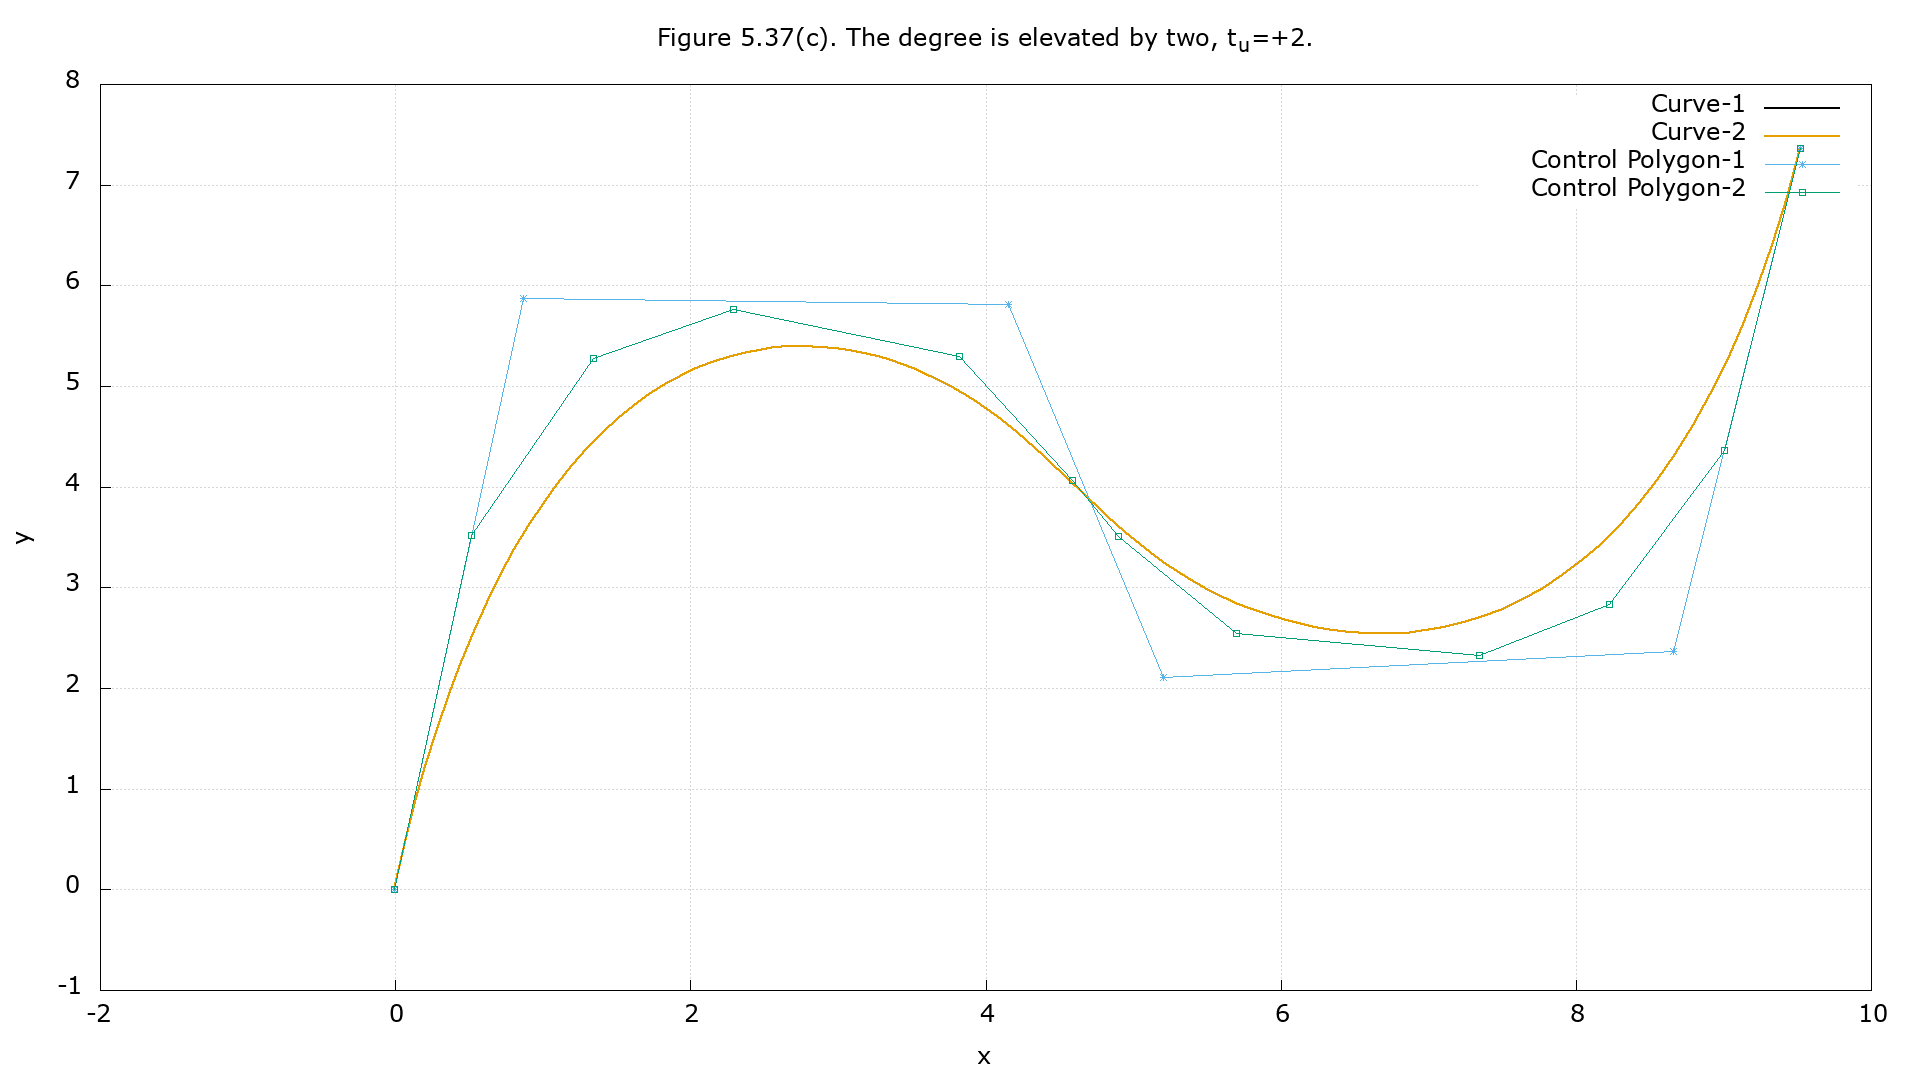 Figure 5.37(c). The degree is elevated by two, tu=+2.
8
7
6
5
4
3
2
1
0
-1
-2 0 2 4 6 8 10
y
x
Curve-1
Curve-2
Control Polygon-1
Control Polygon-2